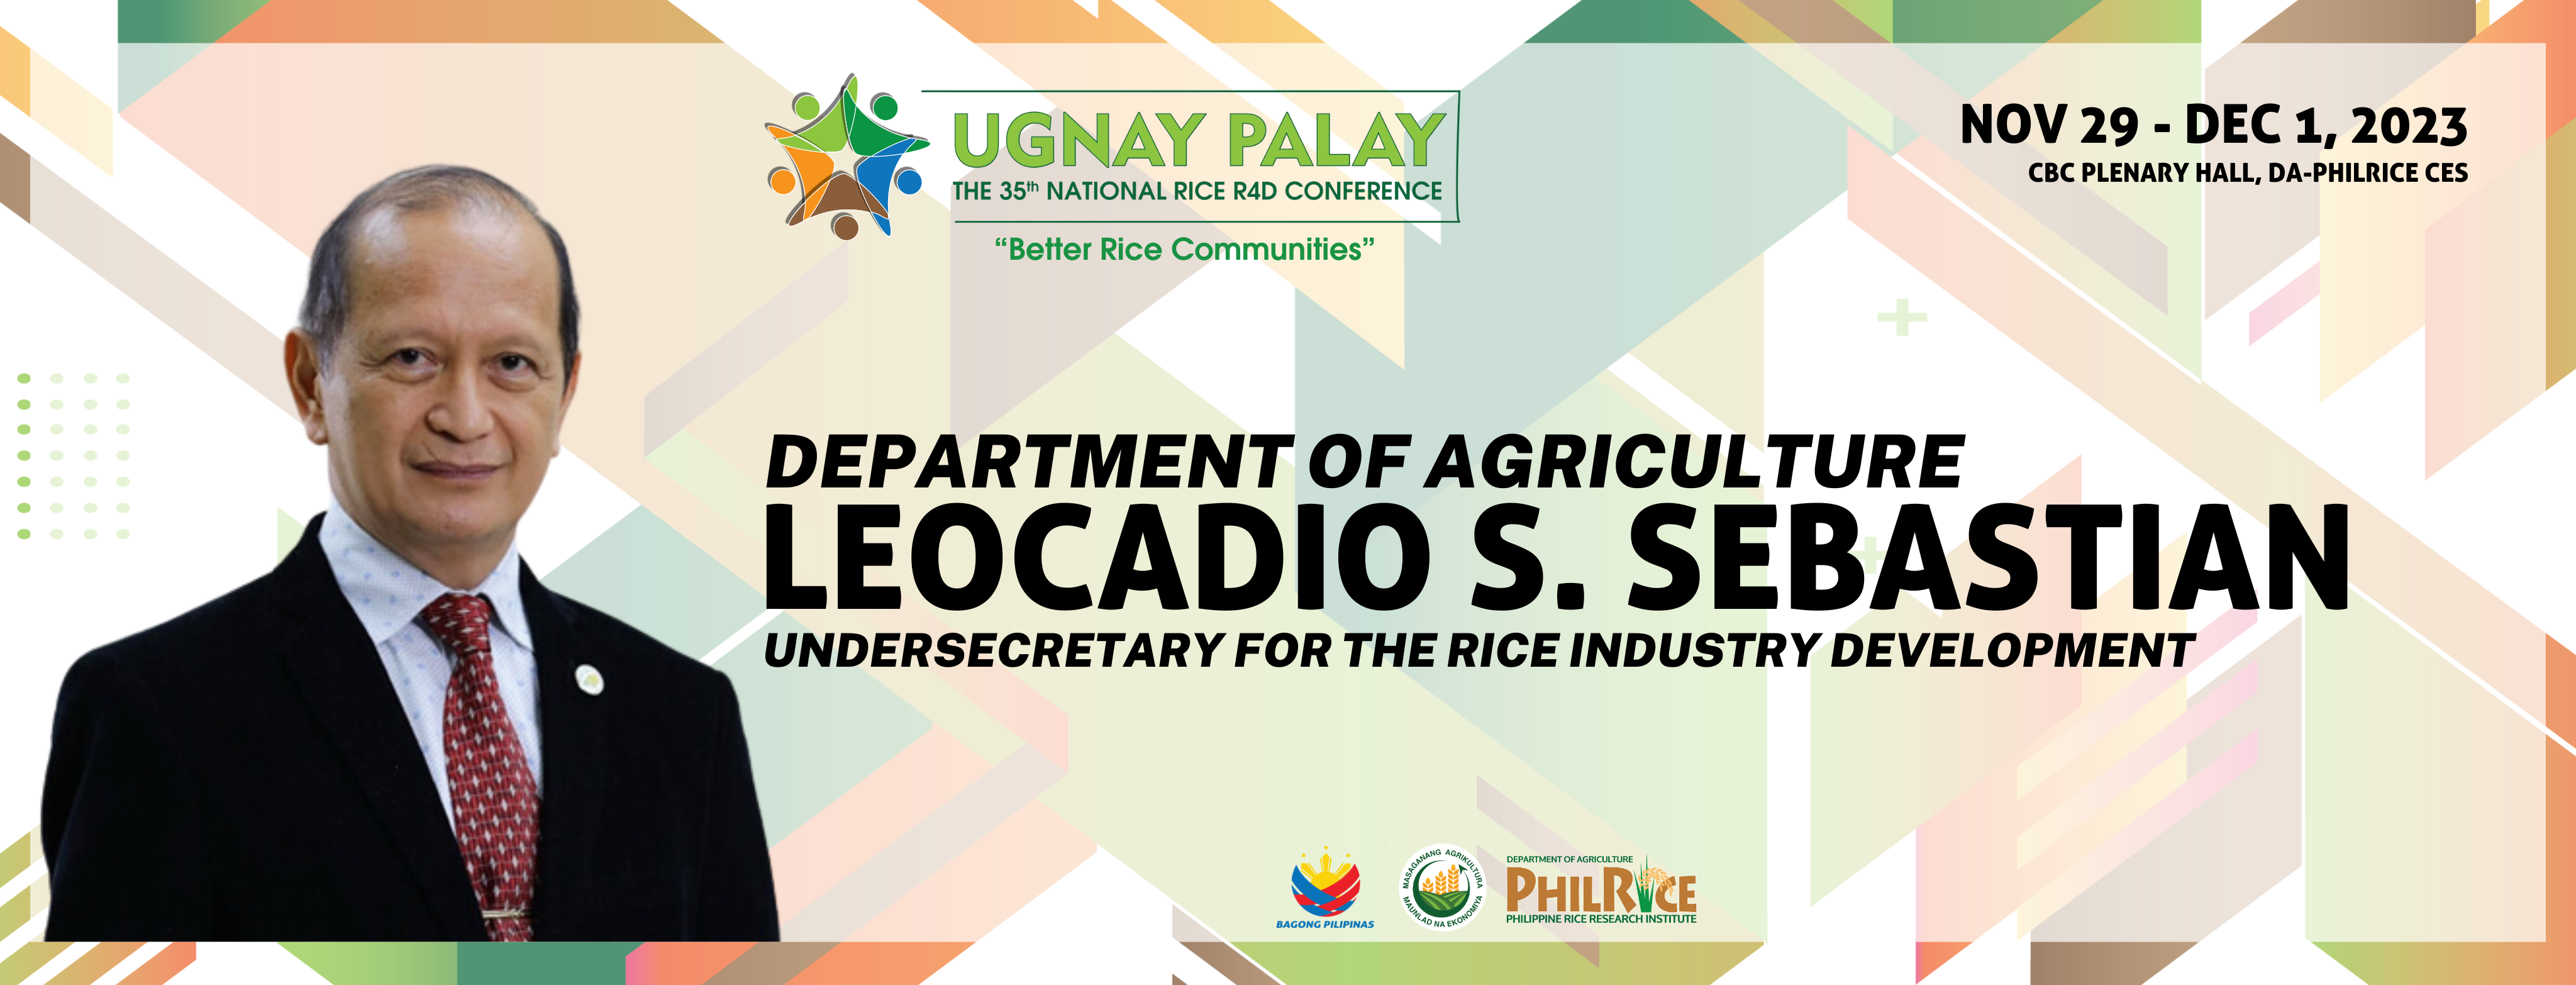 UGNAY PALAY
THE 35th NATIONAL RICE R4D CONFERENCE
“Better Rice Communities”
NOV 29 - DEC 1, 2023
CBC PLENARY HALL, DA-PHILRICE CES
DEPARTMENT OF AGRICULTURE
LEOCADIO S. SEBASTIAN
UNDERSECRETARY FOR THE RICE INDUSTRY DEVELOPMENT
BAGONG PILIPINAS
MASAGANANG AGRIKULTURA
MAUNLAD NA EKONOMIYA
DEPARTMENT OF AGRICULTURE
PHILRICE
PHILIPPINE RICE RESEARCH INSTITUTE